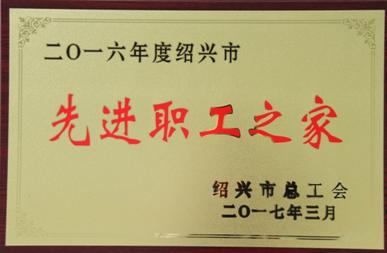 二〇一六年度绍兴市
先进职工之家
绍兴市总工会
二〇一七年三月